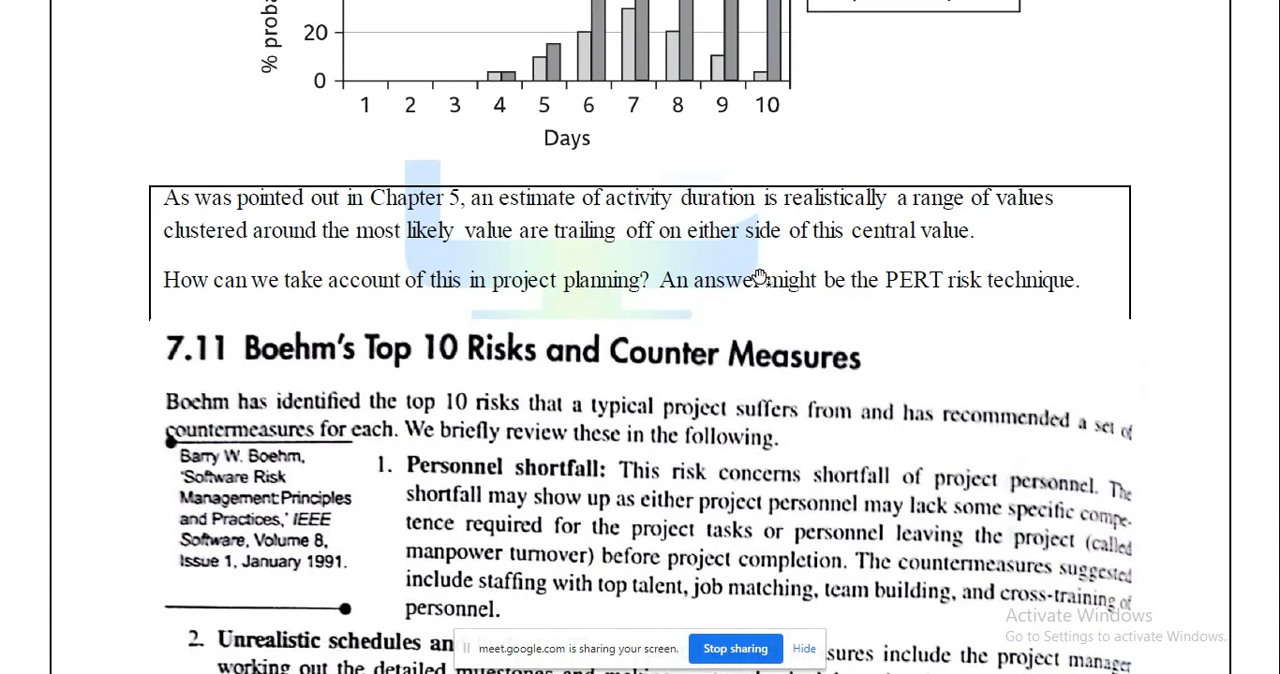 % proba
20
0
1 2 3 4 5 6 7 8 9 10
Days
As was pointed out in Chapter 5, an estimate of activity duration is realistically a range of values
clustered around the most likely value are trailing off on either side of this central value.
How can we take account of this in project planning? An answer might be the PERT risk technique.
7.11 Boehm's Top 10 Risks and Counter Measures
Boehm has identified the top 10 risks that a typical project suffers from and has recommended a set of
countermeasures for each. We briefly review these in the following.
Barry W. Boehm,
'Software Risk
Management:Principles
and Practices,' IEEE
Software, Volume 8,
Issue 1, January 1991.
1. Personnel shortfall: This risk concerns shortfall of project personnel. The
shortfall may show up as either project personnel may lack some specific compe-
tence required for the project tasks or personnel leaving the project (called
manpower turnover) before project completion. The countermeasures suggested
include staffing with top talent, job matching, team building, and cross-training of
personnel.
2. Unrealistic schedules an
sures include the project manager
working out the detailed milestones and
Activate Windows
Go to Settings to activate Windows.
meet.google.com is sharing your screen.
Stop sharing
Hide